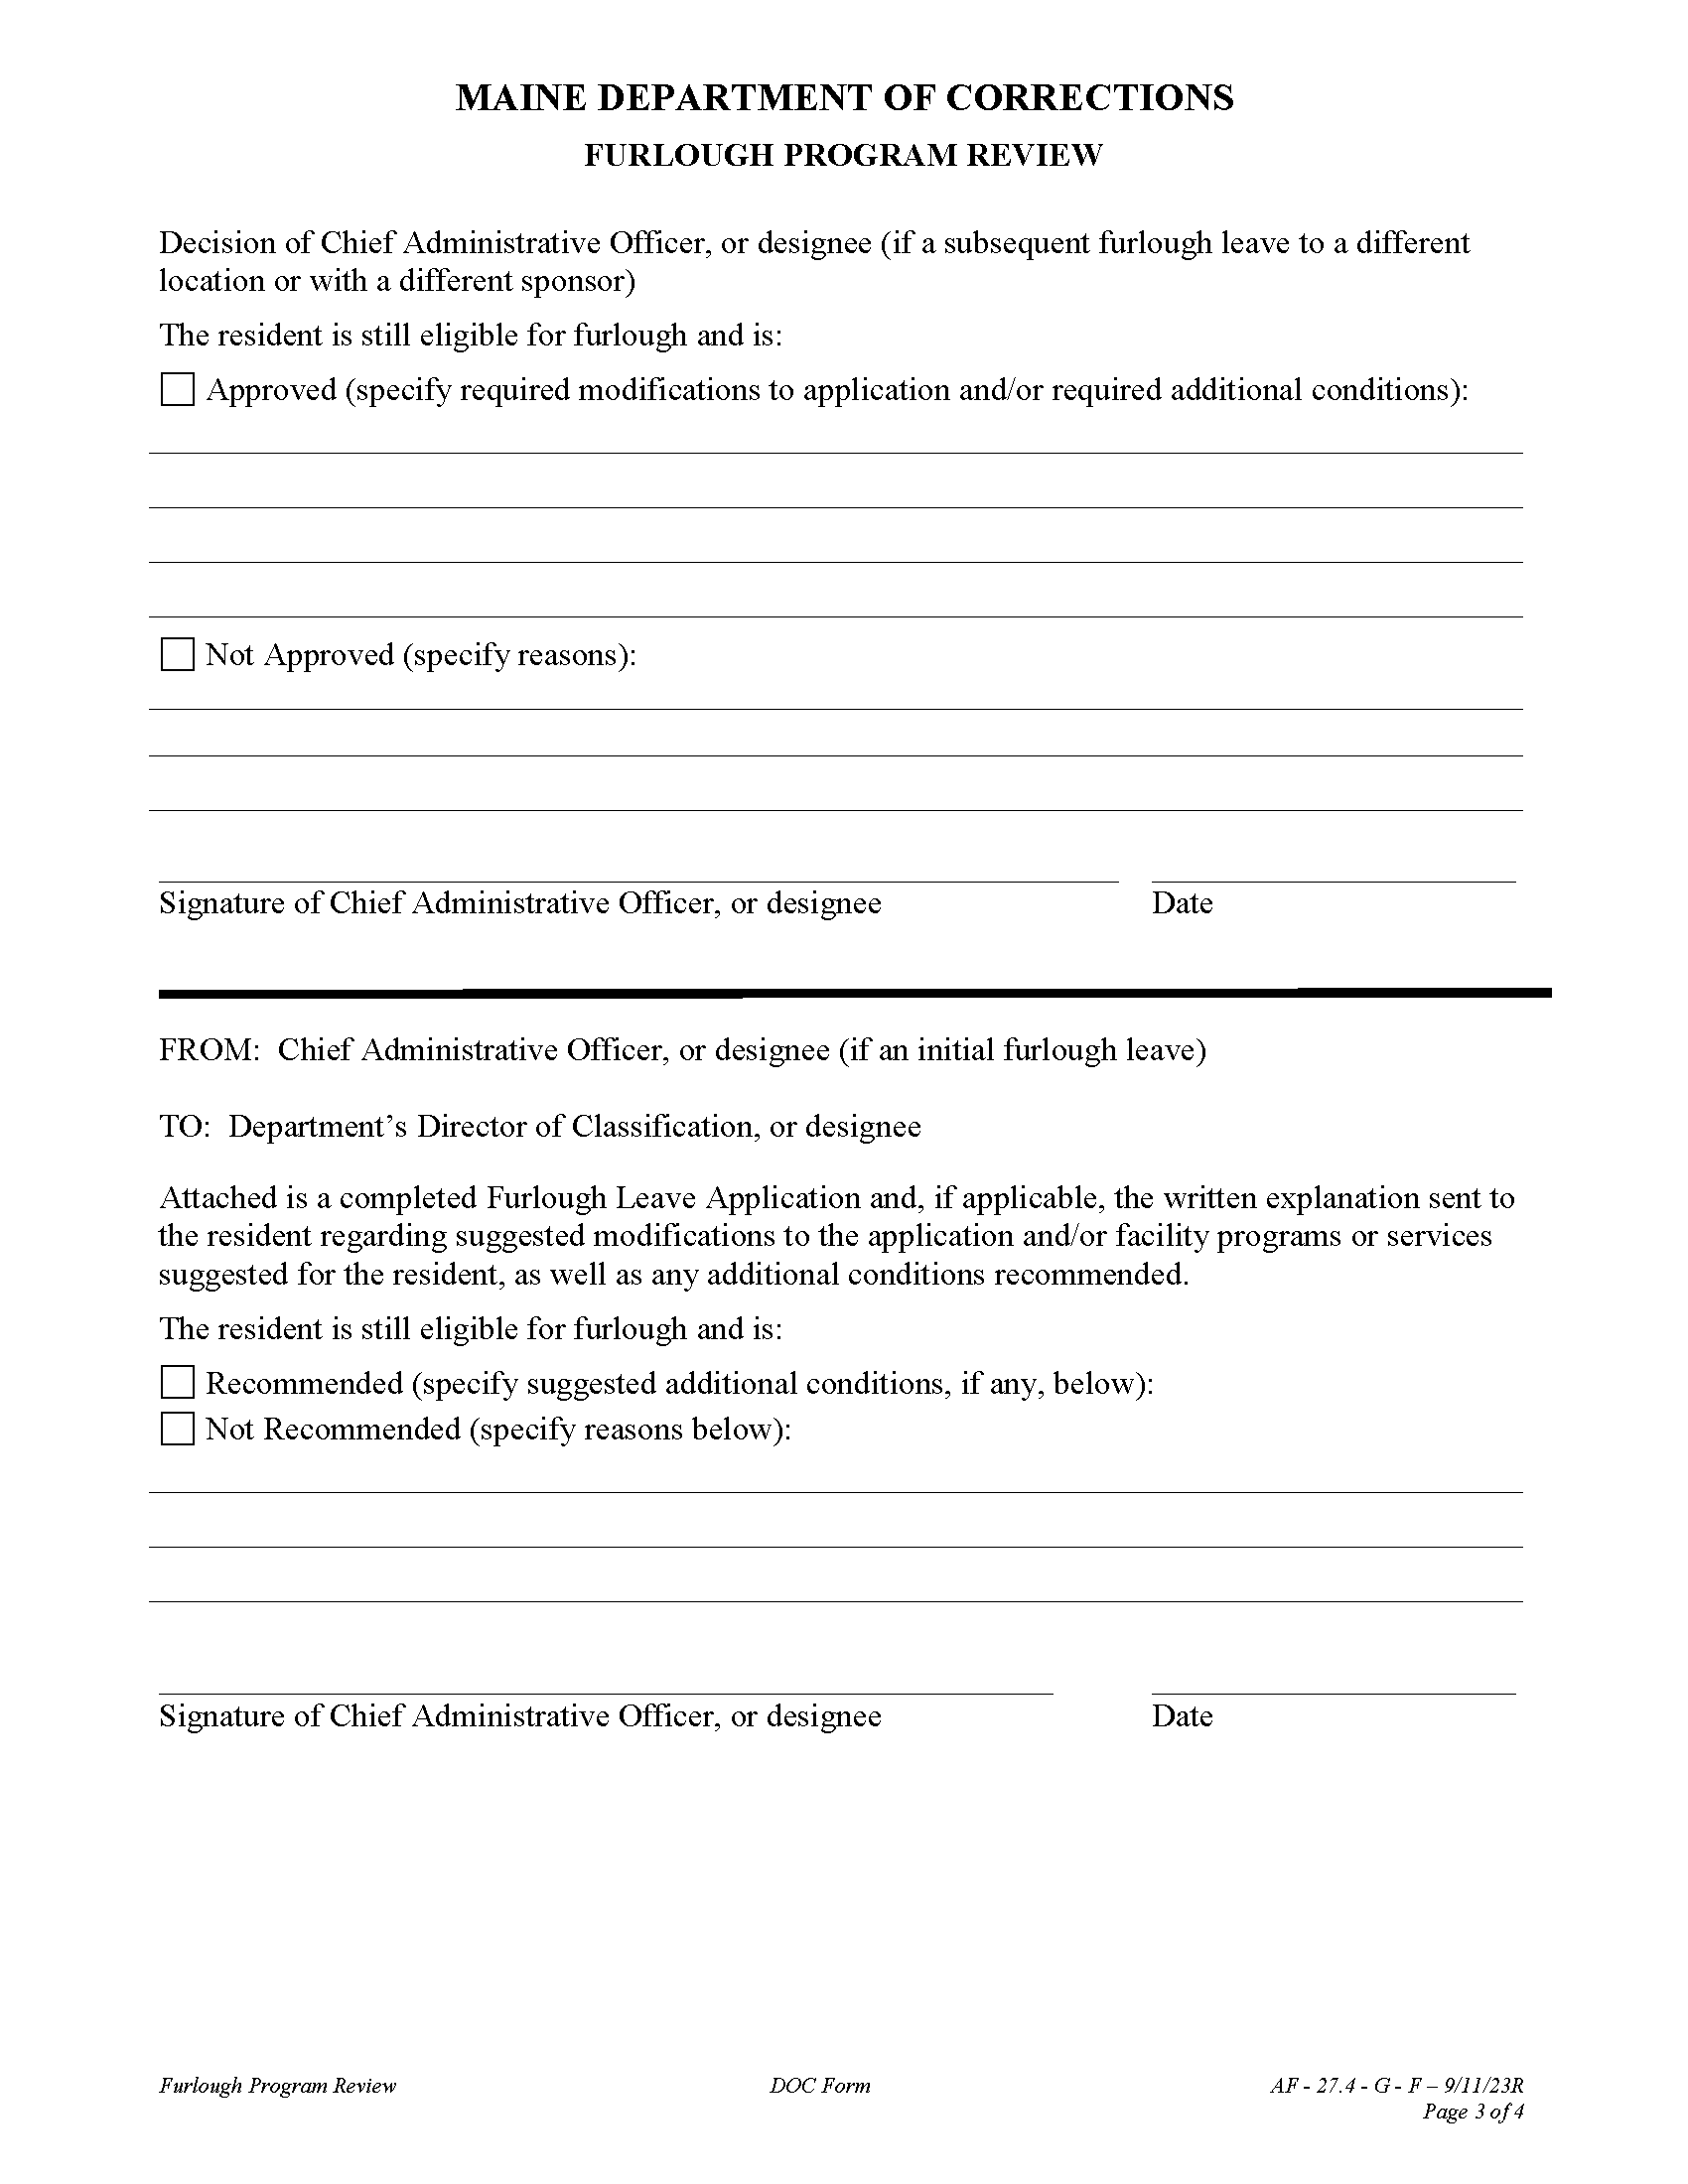 MAINE DEPARTMENT OF CORRECTIONS
FURLOUGH PROGRAM REVIEW
Decision of Chief Administrative Officer, or designee (if a subsequent furlough leave to a different
location or with a different sponsor)
The resident is still eligible for furlough and is:
Approved (specify required modifications to application and/or required additional conditions):
Not Approved (specify reasons):
Signature of Chief Administrative Officer, or designee Date
FROM: Chief Administrative Officer, or designee (if an initial furlough leave)
TO: Department’s Director of Classification, or designee
Attached is a completed Furlough Leave Application and, if applicable, the written explanation sent to
the resident regarding suggested modifications to the application and/or facility programs or services
suggested for the resident, as well as any additional conditions recommended.
The resident is still eligible for furlough and is:
Recommended (specify suggested additional conditions, if any, below):
Not Recommended (specify reasons below):
Signature of Chief Administrative Officer, or designee Date
Furlough Program Review DOC Form AF - 27.4 - G - F – 9/11/23R
Page 3 of 4